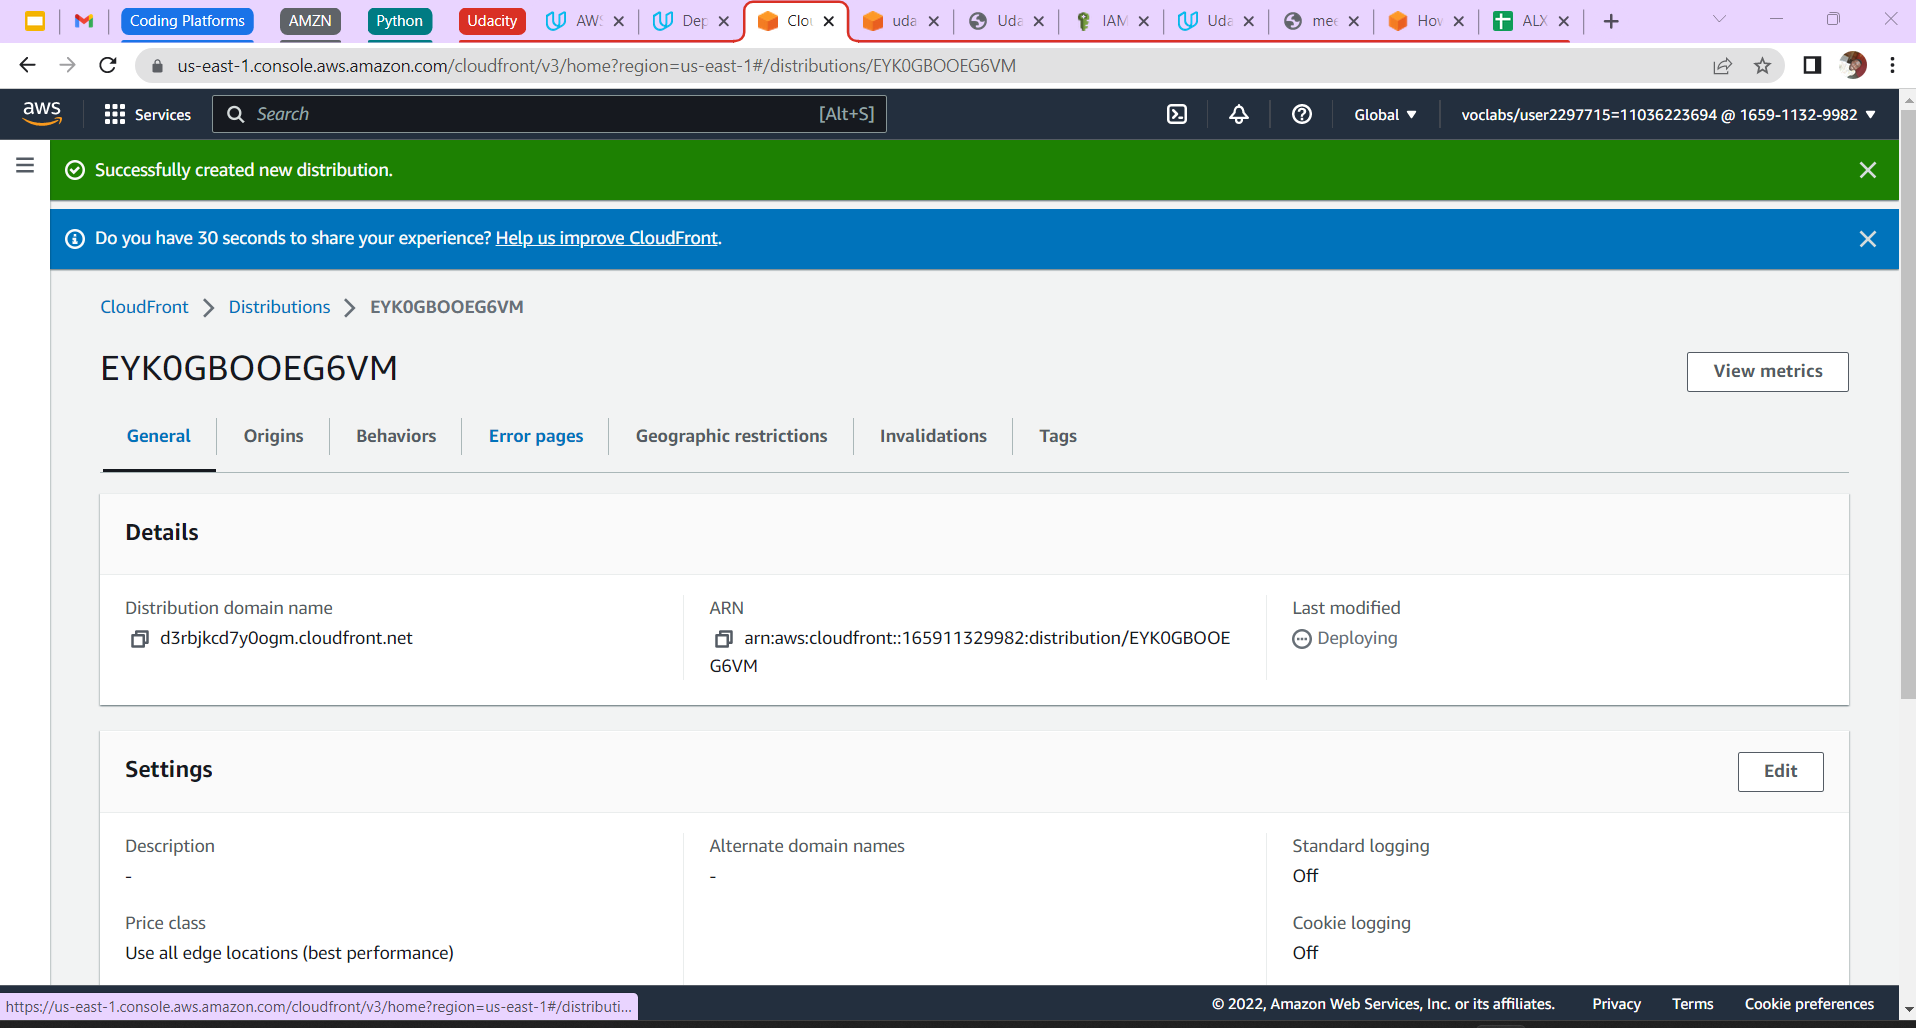 Coding Platforms
AMZN
Python
Udacity
AWS
Dep
Clo
uda
Uda
IAM
Uda
me
How
ALX
us-east-1.console.aws.amazon.com/cloudfront/v3/home?region=us-east-1#/distributions/EYK0GBOOEG6VM
aws
Services
Search
[Alt+S]
Global
voclabs/user2297715=11036223694 @ 1659-1132-9982
Successfully created new distribution.
Do you have 30 seconds to share your experience? Help us improve CloudFront.
CloudFront
Distributions
EYK0GBOOEG6VM
EYK0GBOOEG6VM
View metrics
General
Origins
Behaviors
Error pages
Geographic restrictions
Invalidations
Tags
Details
Distribution domain name
d3rbjkcd7y0ogm.cloudfront.net
ARN
arn:aws:cloudfront::165911329982:distribution/EYK0GBOOE
G6VM
Last modified
Deploying
Settings
Edit
Description
-
Alternate domain names
-
Standard logging
Off
Price class
Use all edge locations (best performance)
Cookie logging
Off
https://us-east-1.console.aws.amazon.com/cloudfront/v3/home?region=us-east-1#/distributi...
© 2022, Amazon Web Services, Inc. or its affiliates.
Privacy
Terms
Cookie preferences